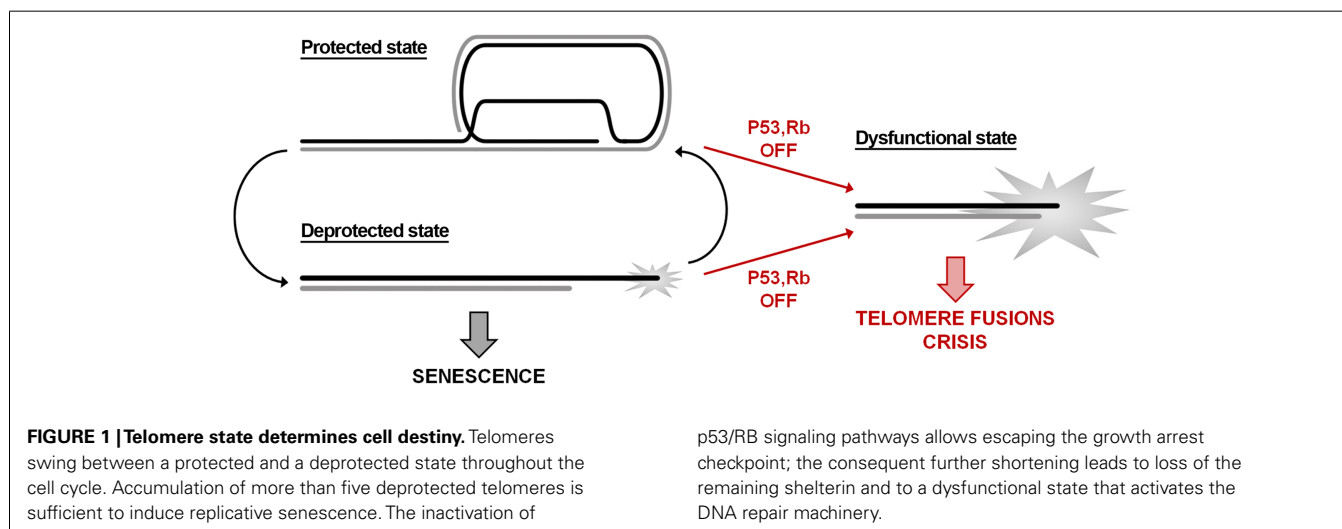 Protected state
P53,Rb
OFF
Dysfunctional state
Deprotected state
P53,Rb
OFF
SENESCENCE
TELOMERE FUSIONS
CRISIS
FIGURE 1 | Telomere state determines cell destiny. Telomeres
swing between a protected and a deprotected state throughout the
cell cycle. Accumulation of more than five deprotected telomeres is
sufficient to induce replicative senescence. The inactivation of
p53/RB signaling pathways allows escaping the growth arrest
checkpoint; the consequent further shortening leads to loss of the
remaining shelterin and to a dysfunctional state that activates the
DNA repair machinery.